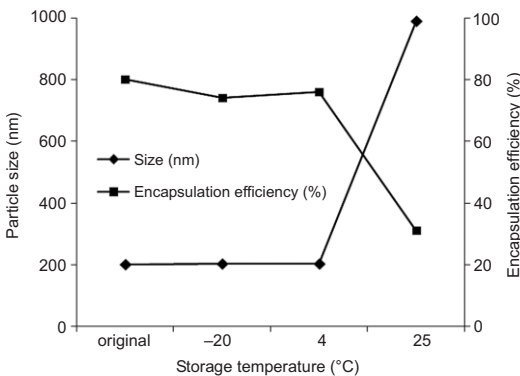 1000
800
600
400
200
0
Particle size (nm)
Size (nm)
Encapsulation efficiency (%)
100
80
60
40
20
0
Encapsulation efficiency (%)
original
–20
4
25
Storage temperature (°C)